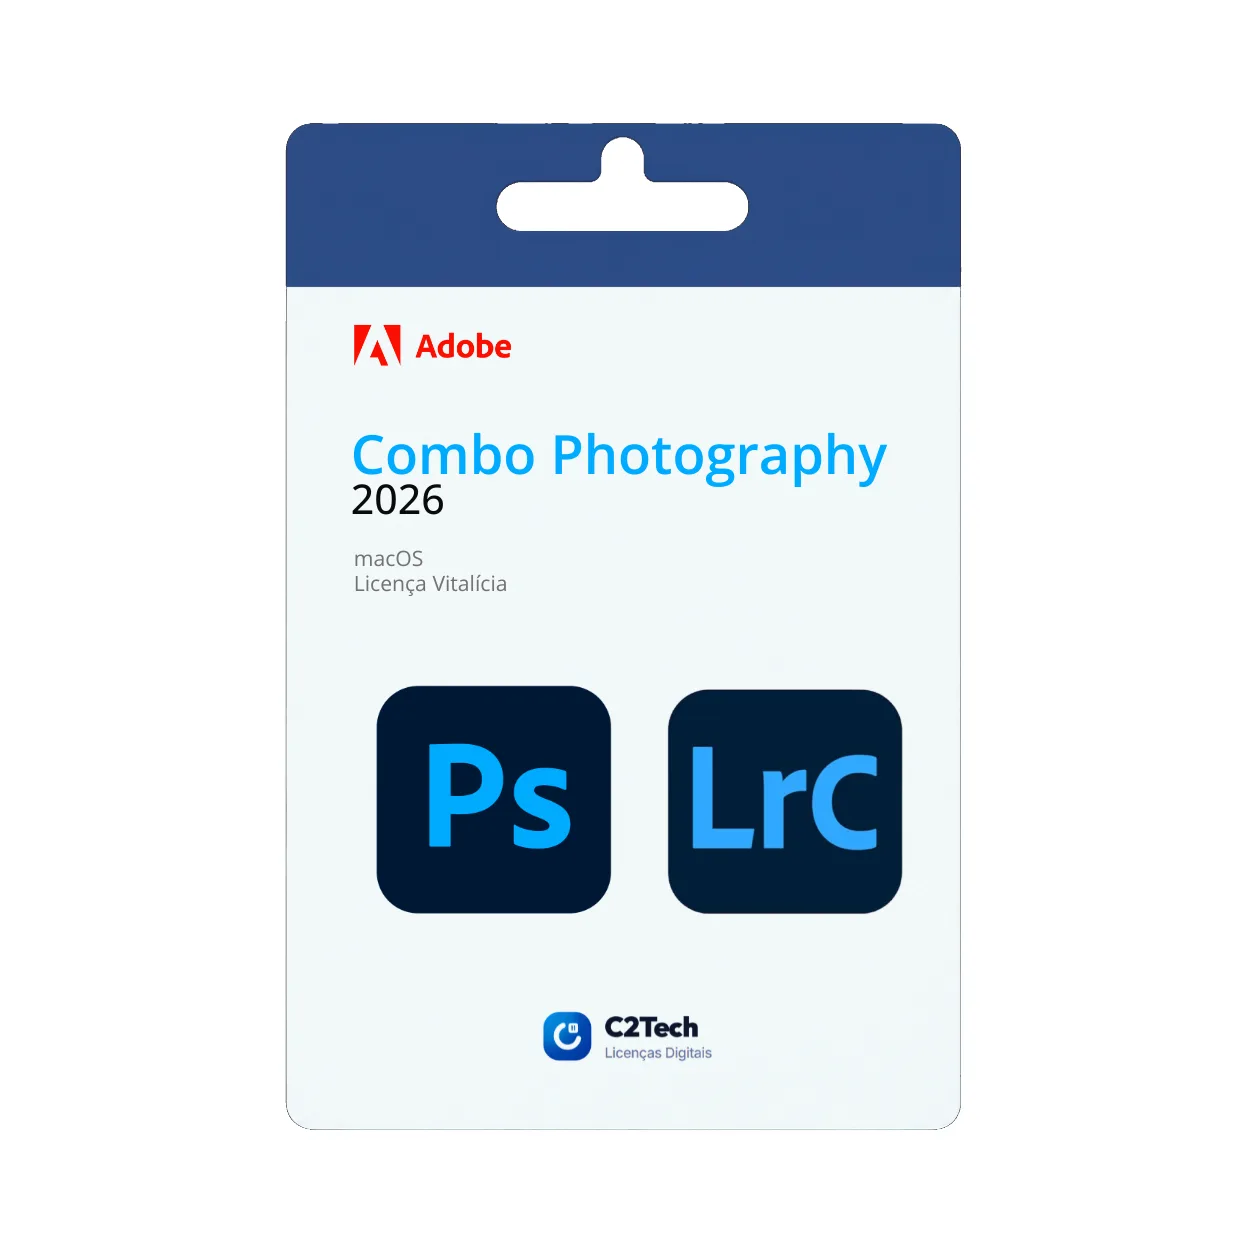 Adobe
Combo Photography
2026
macOS
Licença Vitalícia
Ps
LrC
C2Tech
Licenças Digitais